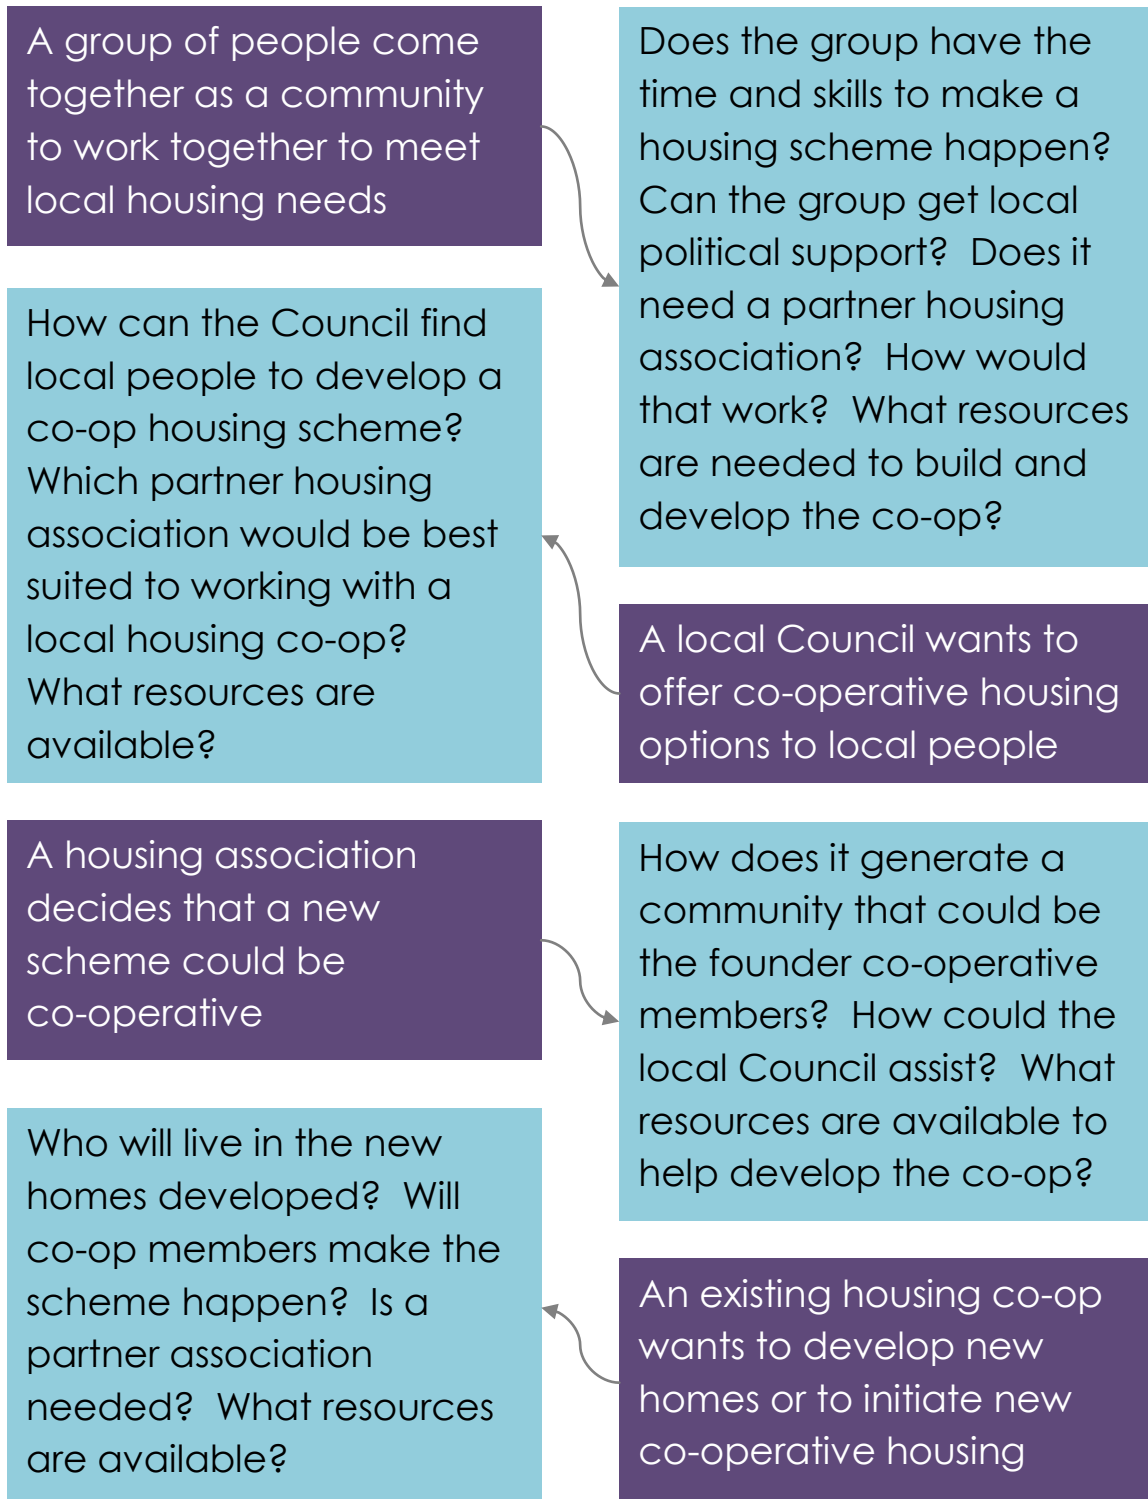 A group of people come
together as a community
to work together to meet
local housing needs
Does the group have the
time and skills to make a
housing scheme happen?
Can the group get local
political support?  Does it
need a partner housing
association?  How would
that work?  What resources
are needed to build and
develop the co-op?
How can the Council find
local people to develop a
co-op housing scheme?
Which partner housing
association would be best
suited to working with a
local housing co-op?
What resources are
available?
A local Council wants to
offer co-operative housing
options to local people
A housing association
decides that a new
scheme could be
co-operative
How does it generate a
community that could be
the founder co-operative
members?  How could the
local Council assist?  What
resources are available to
help develop the co-op?
Who will live in the new
homes developed?  Will
co-op members make the
scheme happen?  Is a
partner association
needed?  What resources
are available?
An existing housing co-op
wants to develop new
homes or to initiate new
co-operative housing